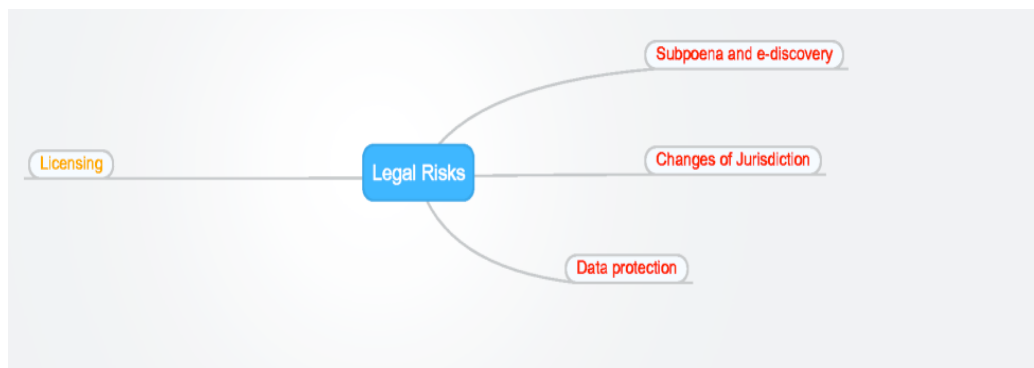 Subpoena and e-discovery
Licensing
Legal Risks
Changes of Jurisdiction
Data protection